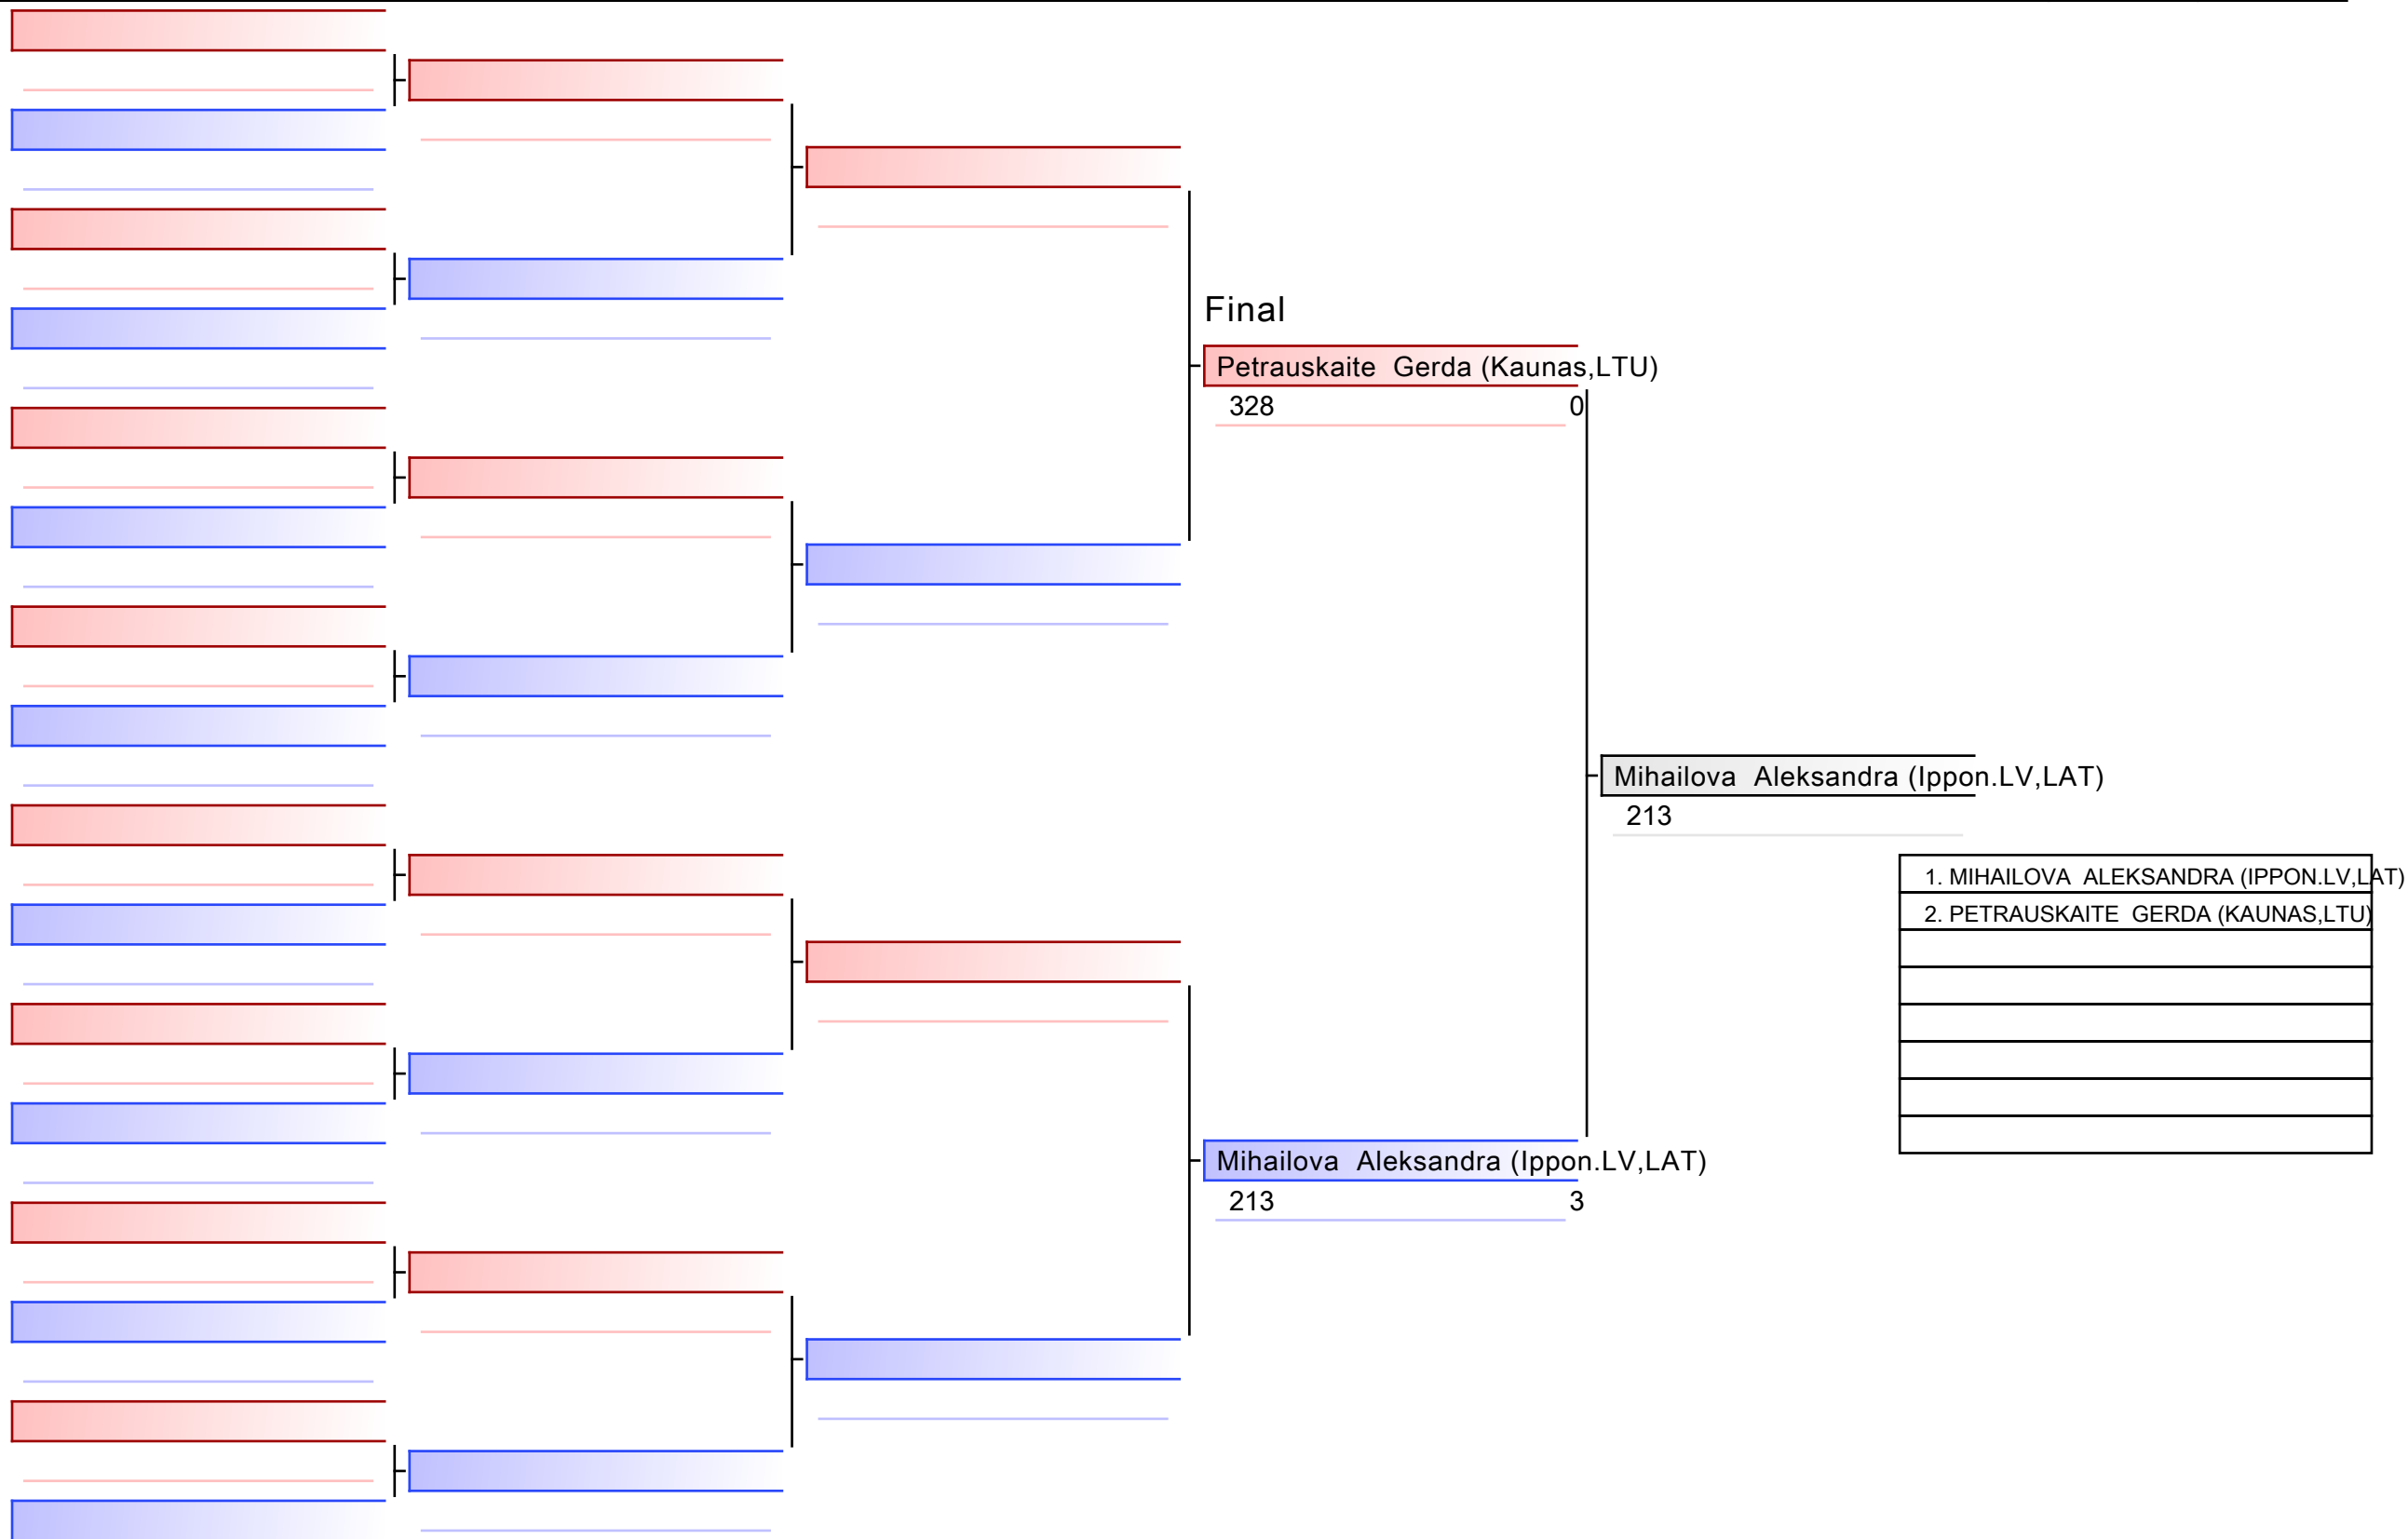 Final
Petrauskaite  Gerda (Kaunas,LTU)
328 0
Mihailova  Aleksandra (Ippon.LV,LAT)
213
1. MIHAILOVA  ALEKSANDRA (IPPON.LV,LAT)
2. PETRAUSKAITE  GERDA (KAUNAS,LTU)
Mihailova  Aleksandra (Ippon.LV,LAT)
213 3